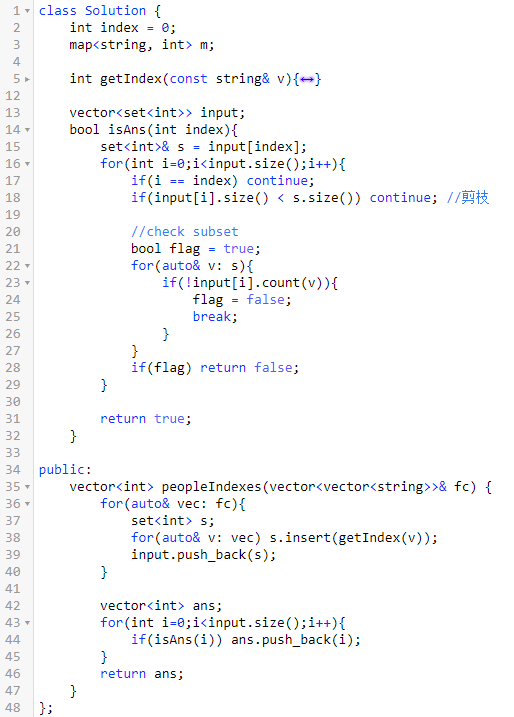 1 class Solution {
2     int index = 0;
3     map<string, int> m;
4
5     int getIndex(const string& v){↔}
12
13     vector<set<int>> input;
14     bool isAns(int index){
15         set<int>& s = input[index];
16         for(int i=0;i<input.size();i++){
17             if(i == index) continue;
18             if(input[i].size() < s.size()) continue; //剪枝
19
20             //check subset
21             bool flag = true;
22             for(auto& v: s){
23                 if(!input[i].count(v)){
24                     flag = false;
25                     break;
26                 }
27             }
28             if(flag) return false;
29         }
30
31         return true;
32     }
33
34 public:
35     vector<int> peopleIndexes(vector<vector<string>>& fc) {
36         for(auto& vec: fc){
37             set<int> s;
38             for(auto& v: vec) s.insert(getIndex(v));
39             input.push_back(s);
40         }
41
42         vector<int> ans;
43         for(int i=0;i<input.size();i++){
44             if(isAns(i)) ans.push_back(i);
45         }
46         return ans;
47     }
48 };